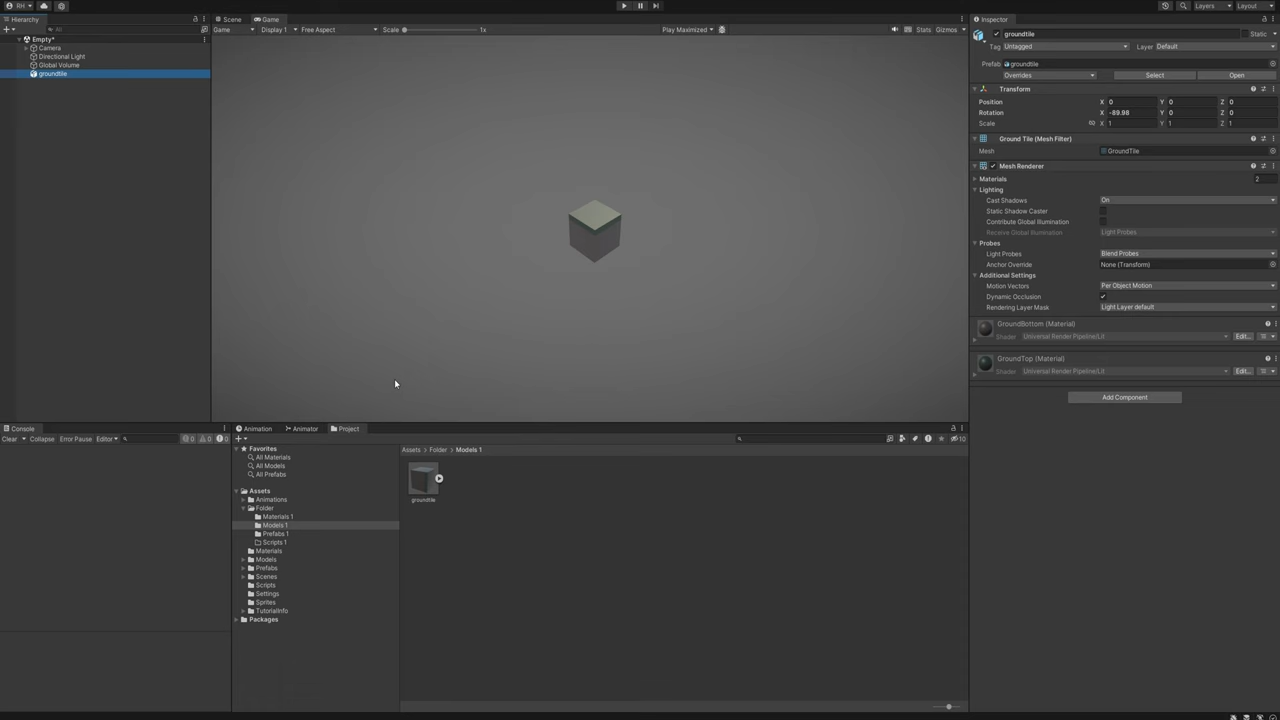 RH
Layers
Layout
Hierarchy
All
Empty*
Camera
Directional Light
Global Volume
groundtile
Scene
Game
Game
Display 1
Free Aspect
Scale
1x
Play Maximized
Stats
Gizmos
Inspector
groundtile
Static
Tag
Untagged
Layer
Default
Prefab
groundtile
Overrides
Select
Open
Transform
Position
X 0 Y 0 Z 0
Rotation
X -89.98 Y 0 Z 0
Scale
X 1 Y 1 Z 1
Ground Tile (Mesh Filter)
Mesh
GroundTile
Mesh Renderer
Materials
2
Lighting
Cast Shadows
On
Static Shadow Caster
Contribute Global Illumination
Receive Global Illumination
Light Probes
Probes
Light Probes
Blend Probes
Anchor Override
None (Transform)
Additional Settings
Motion Vectors
Per Object Motion
Dynamic Occlusion
Rendering Layer Mask
Light Layer default
GroundBottom (Material)
Shader
Universal Render Pipeline/Lit
Edit...
GroundTop (Material)
Shader
Universal Render Pipeline/Lit
Edit...
Add Component
Console
Clear
Collapse
Error Pause
Editor
0
0
0
Animation
Animator
Project
10
Favorites
All Materials
All Models
All Prefabs
Assets
Animations
Folder
Materials 1
Models 1
Prefabs 1
Scripts 1
Materials
Models
Prefabs
Scenes
Scripts
Settings
Sprites
TutorialInfo
Packages
Assets
Folder
Models 1
groundtile